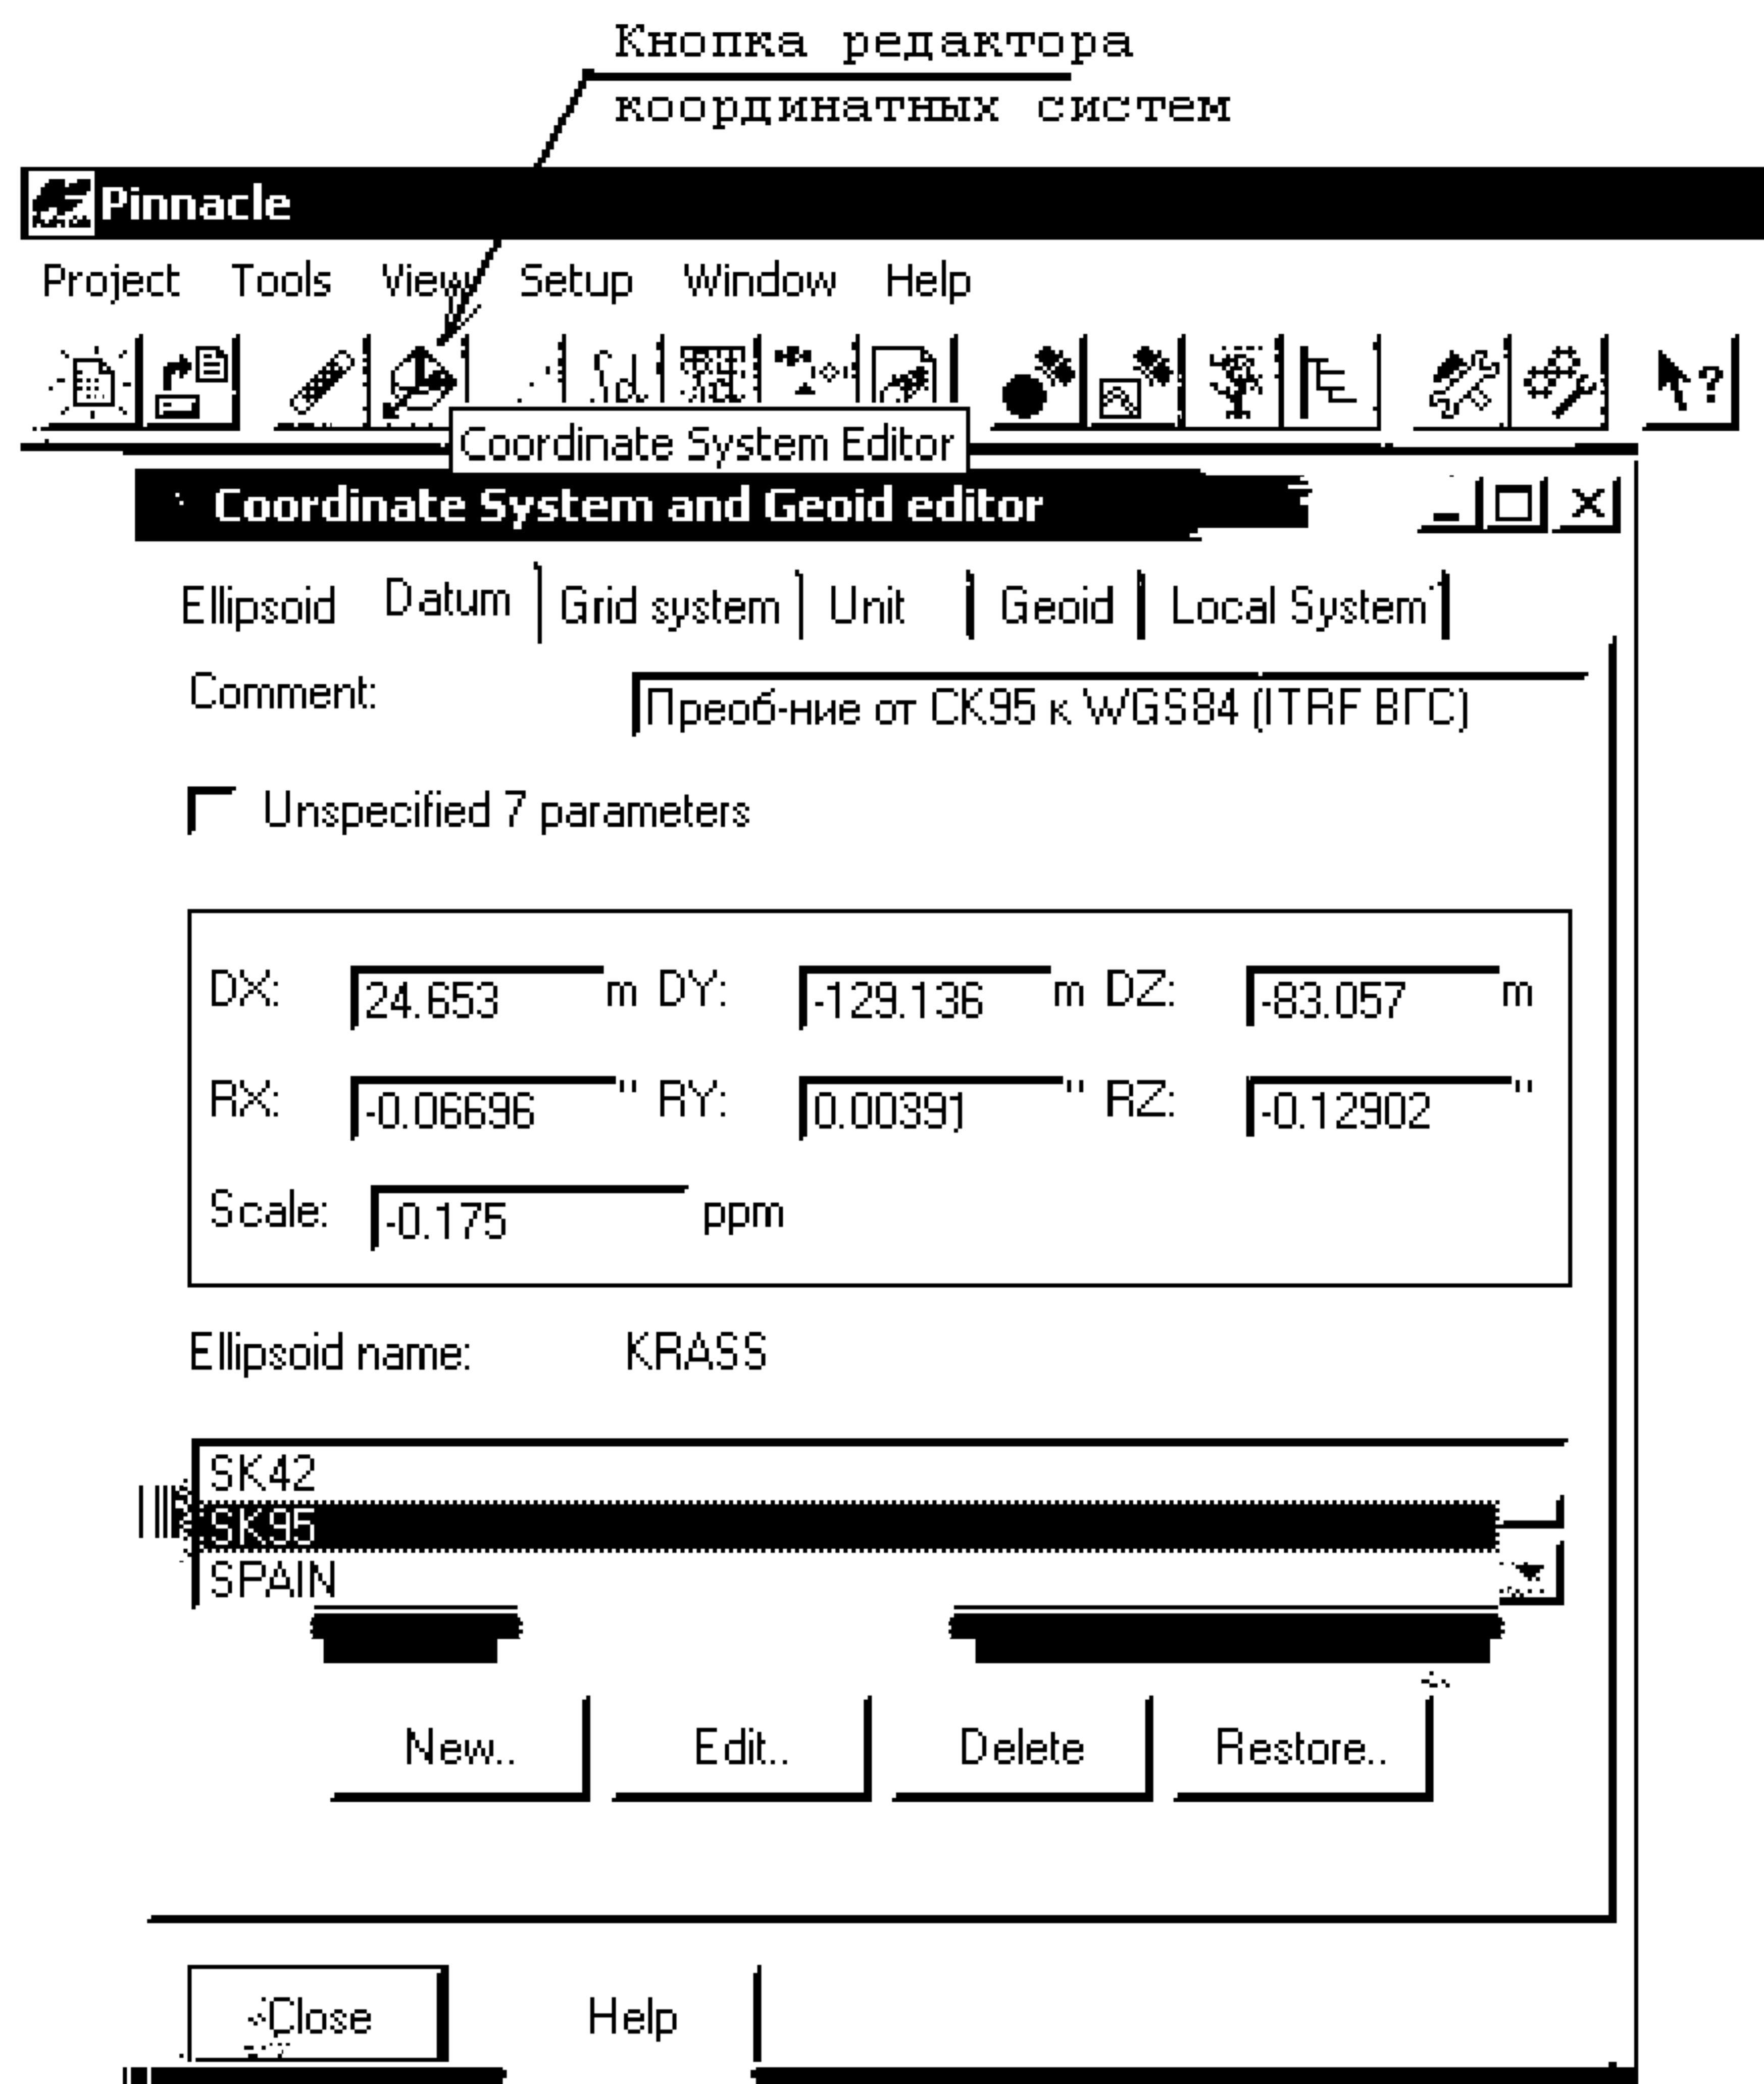 Кнопка редактора
координатных систем
Pinnacle
Project Tools View Setup Window Help
Coordinate System Editor
Coordinate System and Geoid editor
Ellipsoid Datum Grid system Unit Geoid Local System
Comment: Преоб-ние от СК95 к WGS84 (ITRF ВГС)
Unspecified 7 parameters
DX: 24.653 m DY: -129.136 m DZ: -83.057 m
RX: -0.06696 " RY: 0.00391 " RZ: -0.12902 "
Scale: -0.175 ppm
Ellipsoid name: KRASS
SK42
SK95
SPAIN
New.. Edit.. Delete Restore..
Close Help